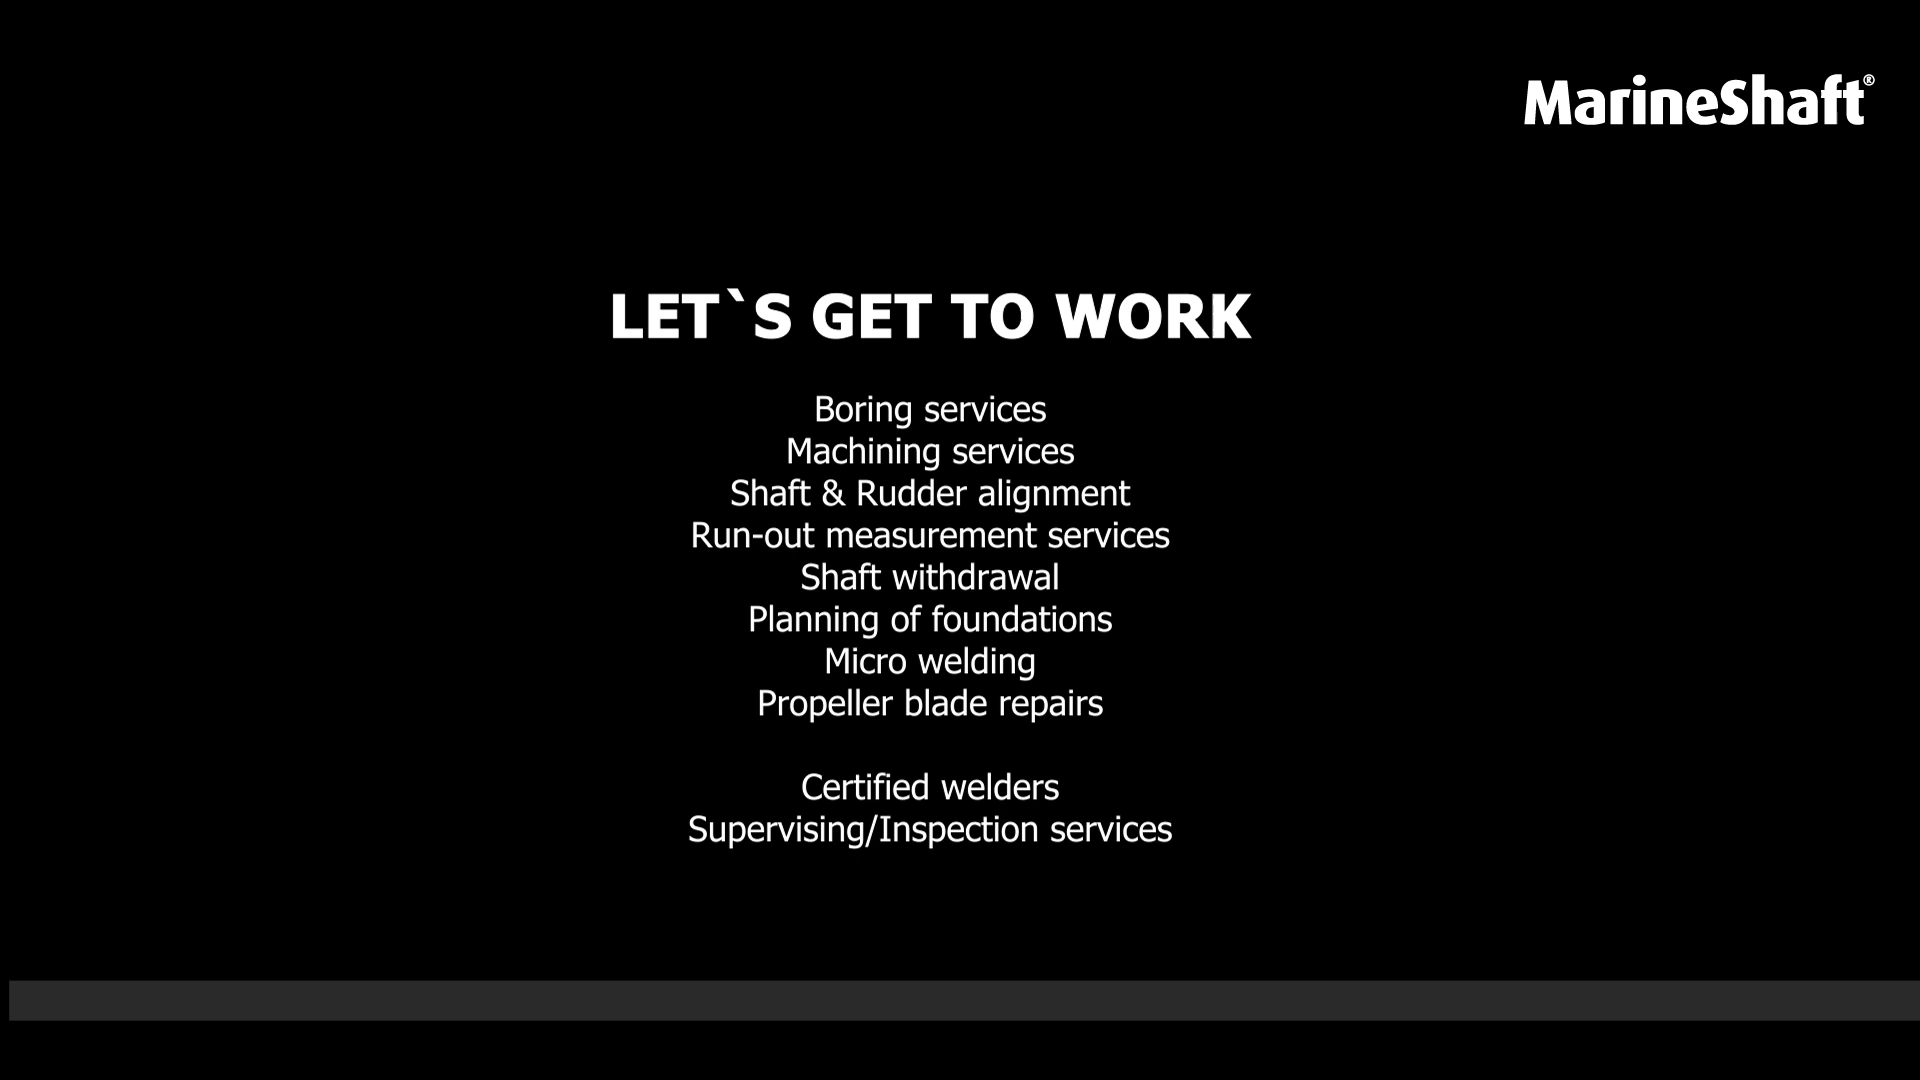 MarineShaft®
LET`S GET TO WORK
Boring services
Machining services
Shaft & Rudder alignment
Run-out measurement services
Shaft withdrawal
Planning of foundations
Micro welding
Propeller blade repairs
Certified welders
Supervising/Inspection services